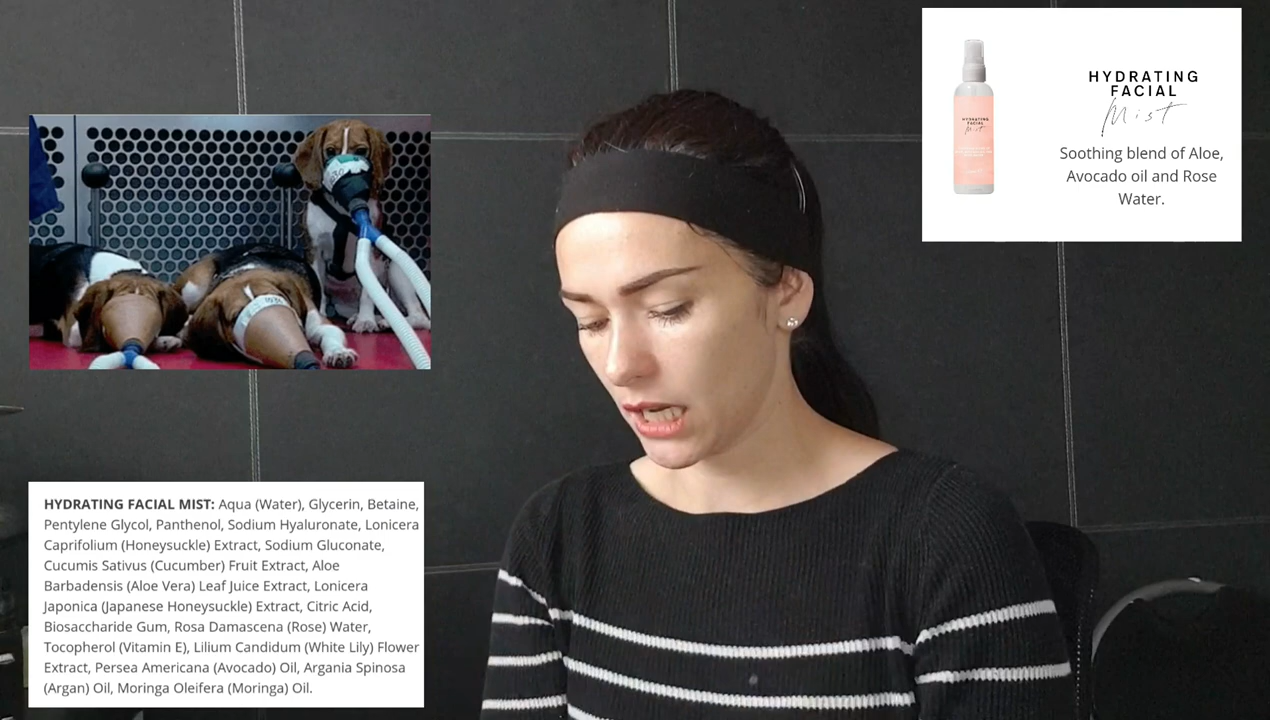 HYDRATING
FACIAL
Mist
Soothing blend of Aloe,
Avocado oil and Rose
Water.
HYDRATING
FACIAL
Mist
HYDRATING FACIAL MIST: Aqua (Water), Glycerin, Betaine,
Pentylene Glycol, Panthenol, Sodium Hyaluronate, Lonicera
Caprifolium (Honeysuckle) Extract, Sodium Gluconate,
Cucumis Sativus (Cucumber) Fruit Extract, Aloe
Barbadensis (Aloe Vera) Leaf Juice Extract, Lonicera
Japonica (Japanese Honeysuckle) Extract, Citric Acid,
Biosaccharide Gum, Rosa Damascena (Rose) Water,
Tocopherol (Vitamin E), Lilium Candidum (White Lily) Flower
Extract, Persea Americana (Avocado) Oil, Argania Spinosa
(Argan) Oil, Moringa Oleifera (Moringa) Oil.